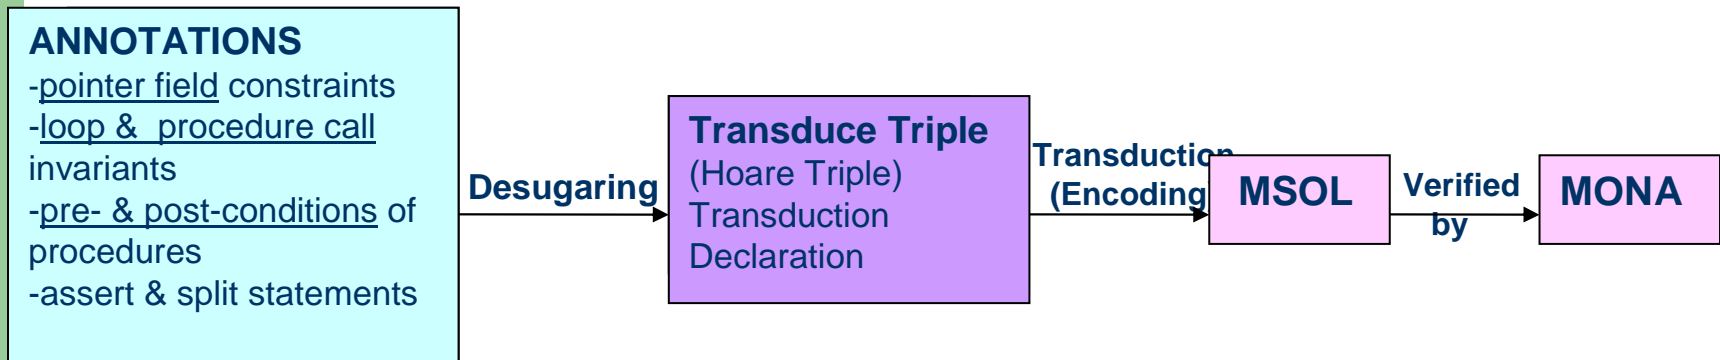 ANNOTATIONS
-pointer field constraints
-loop & procedure call
invariants
-pre- & post-conditions of
procedures
-assert & split statements
Desugaring
Transduce Triple
(Hoare Triple)
Transduction
Declaration
Transduction
(Encoding
MSOL
Verified
by
MONA